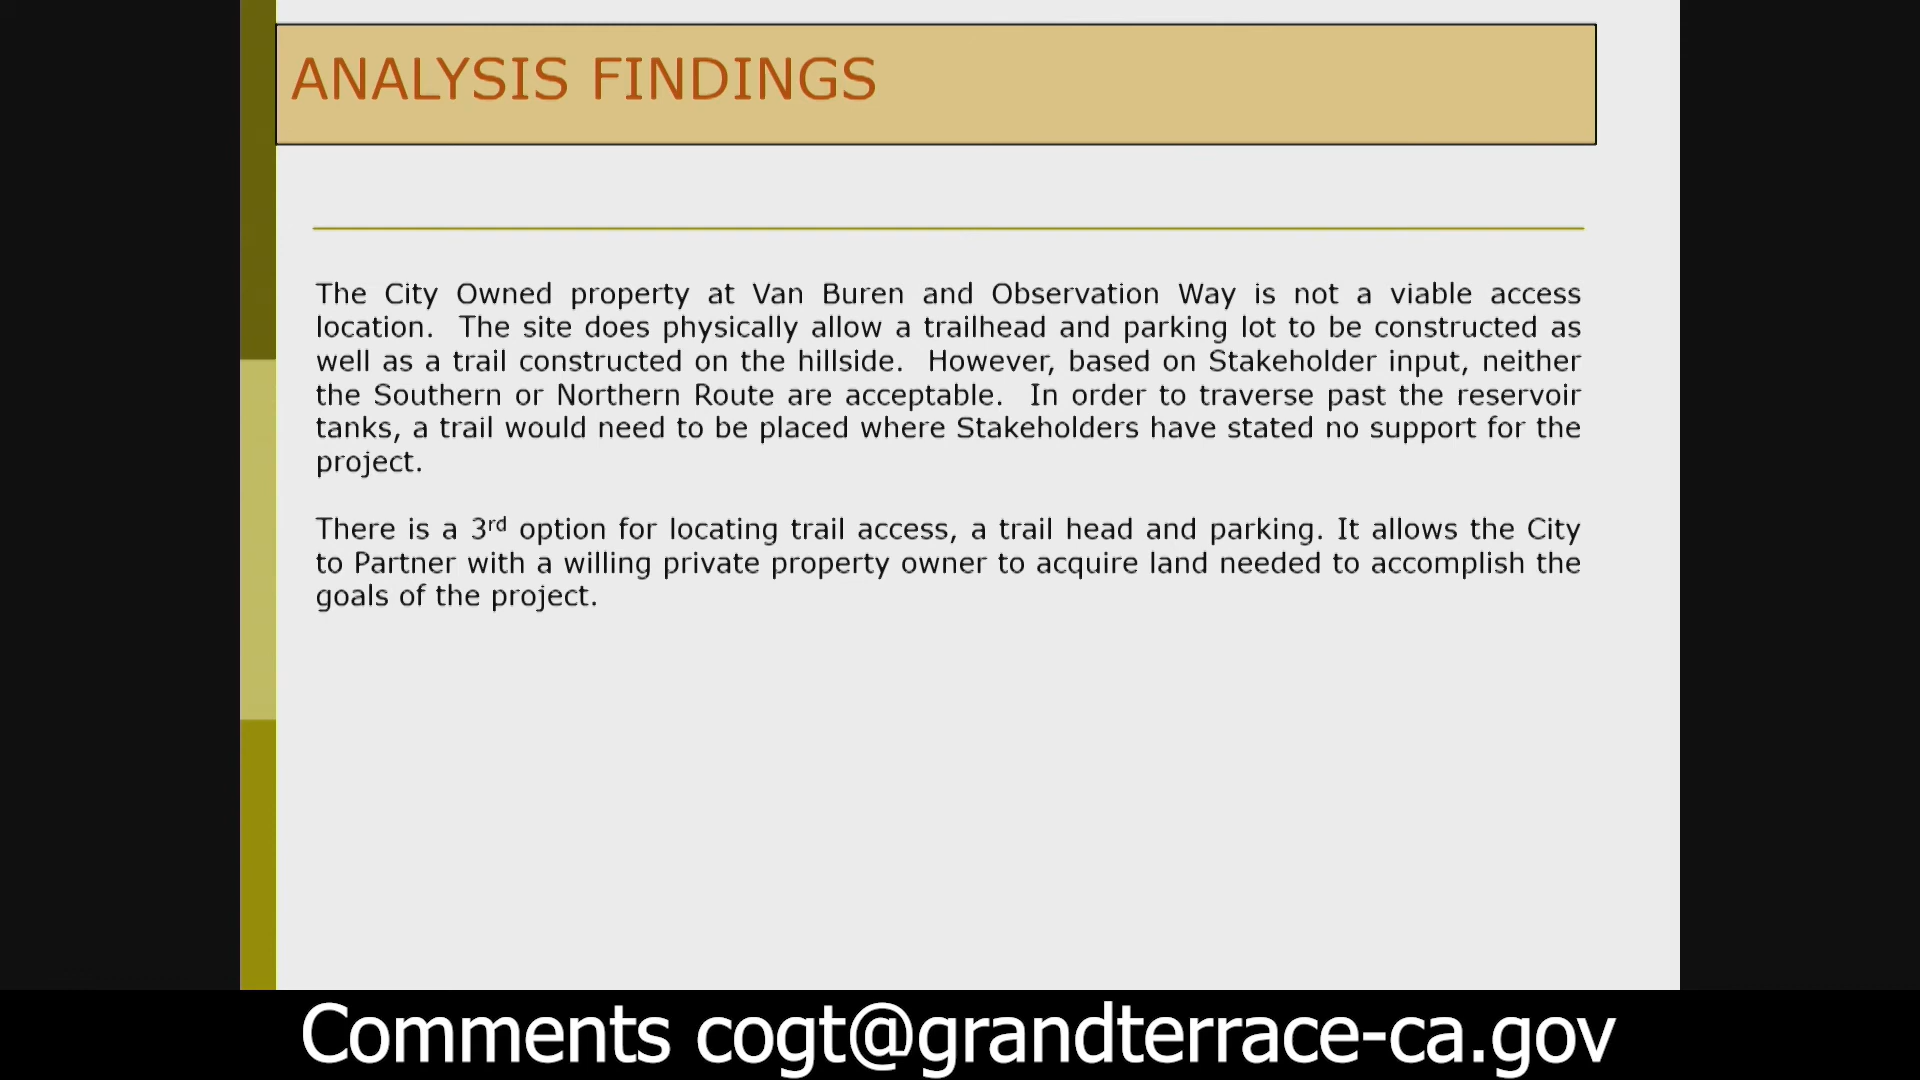 ANALYSIS FINDINGS
The City Owned property at Van Buren and Observation Way is not a viable access
location. The site does physically allow a trailhead and parking lot to be constructed as
well as a trail constructed on the hillside. However, based on Stakeholder input, neither
the Southern or Northern Route are acceptable. In order to traverse past the reservoir
tanks, a trail would need to be placed where Stakeholders have stated no support for the
project.
There is a 3rd option for locating trail access, a trail head and parking. It allows the City
to Partner with a willing private property owner to acquire land needed to accomplish the
goals of the project.
Comments cogt@grandterrace-ca.gov